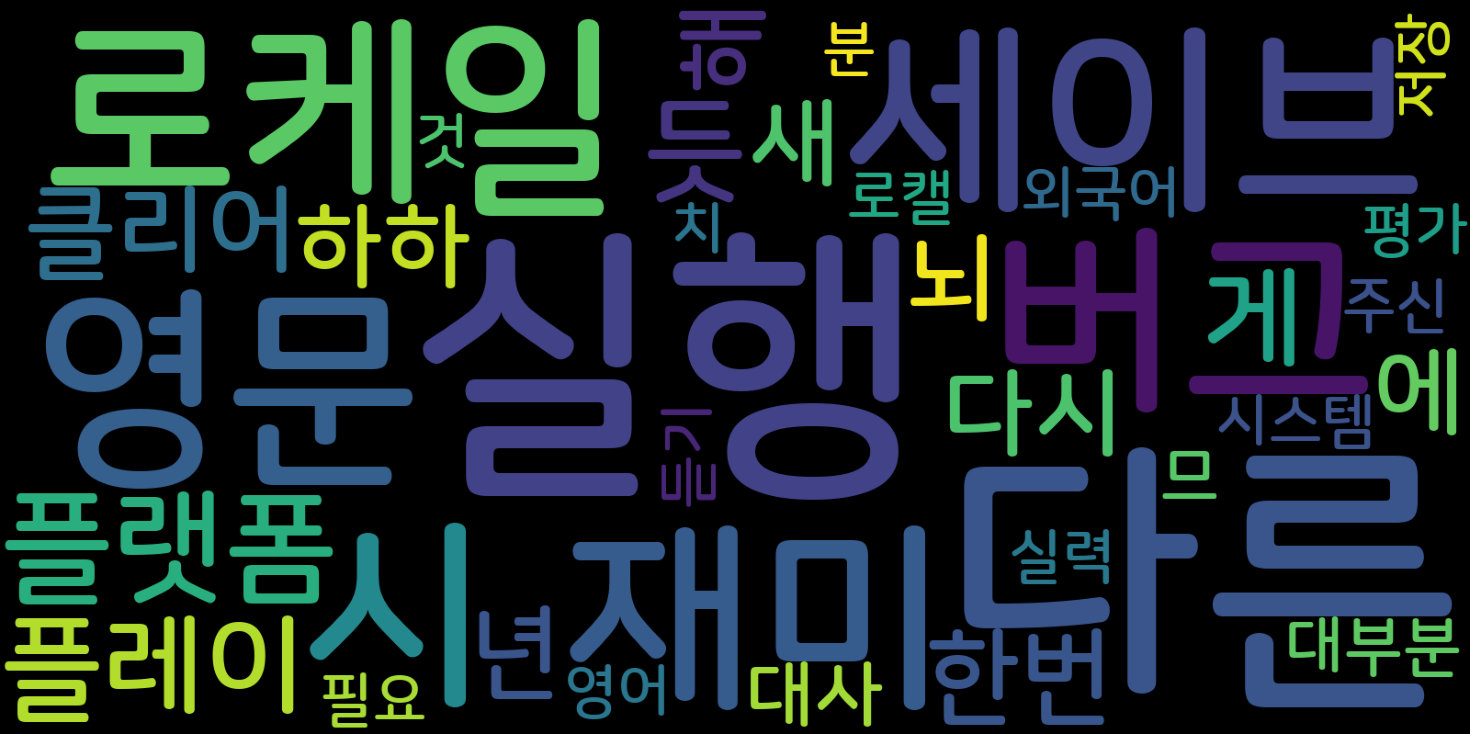 로케일
것
듯
해
분
새
세이브
저장
클리어
하하
치
로캘
외국어
평가
영문
실행
뇌
버그
게
주신
에
다시
시스템
듣기
므
플랫폼
시
재미
다른
실력
플레이
년
필요
영어
대사
한번
대부분